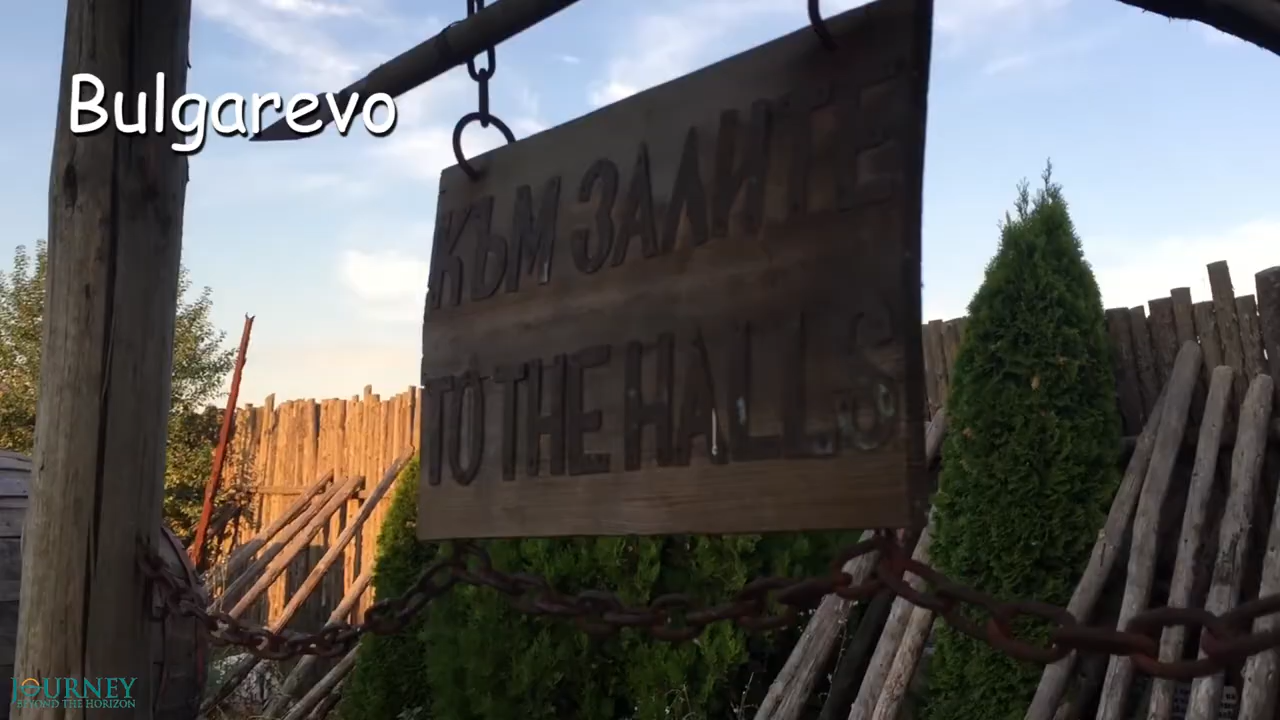 Bulgarevo
КЪМ ЗАЛИТЕ
TO THE HALLS
JOURNEY
BEYOND THE HORIZON